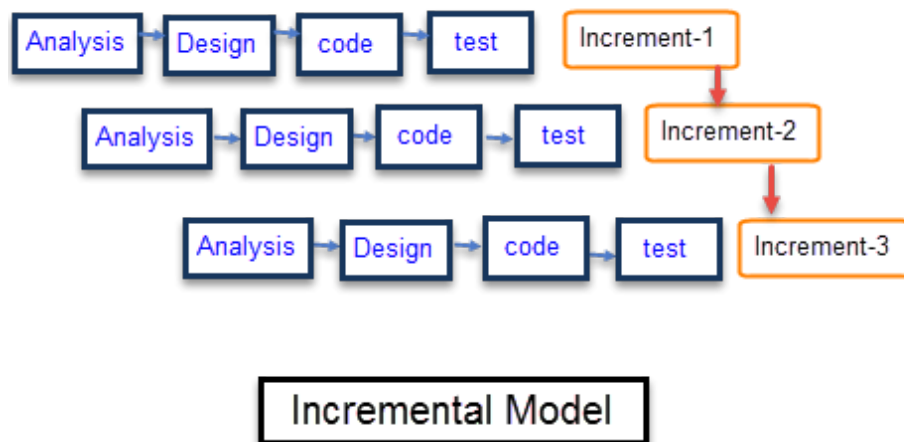 Analysis Design code test Increment-1
Analysis Design code test Increment-2
Analysis Design code test Increment-3
Incremental Model